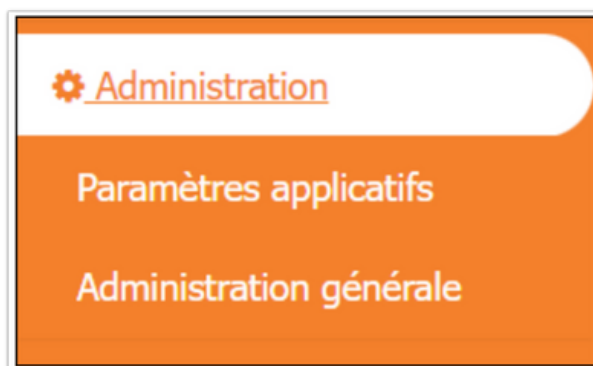 Administration
Paramètres applicatifs
Administration générale